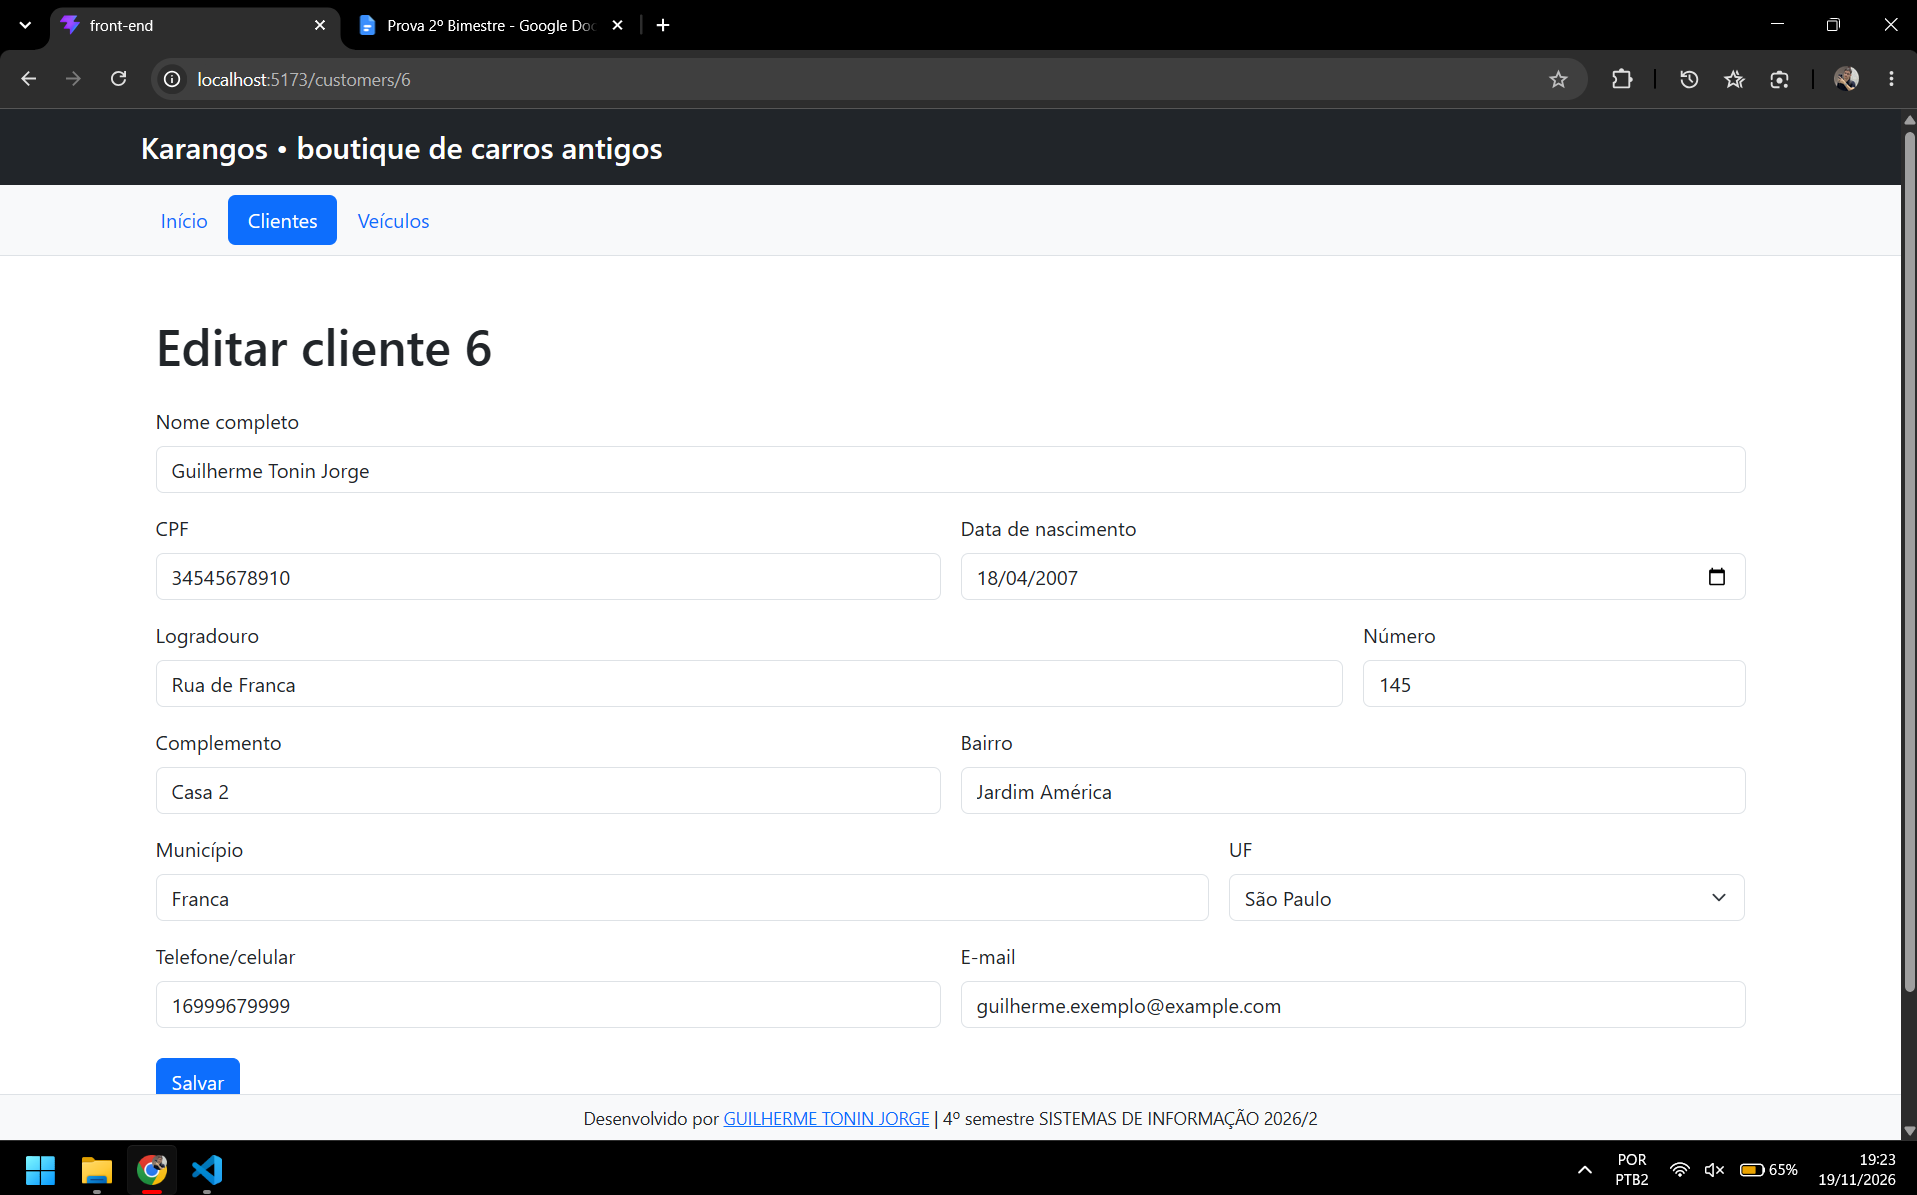 front-end
Prova 2º Bimestre - Google Doc
localhost:5173/customers/6
Karangos • boutique de carros antigos
Início Clientes Veículos
Editar cliente 6
Nome completo
Guilherme Tonin Jorge
CPF Data de nascimento
34545678910 18/04/2007
Logradouro Número
Rua de Franca 145
Complemento Bairro
Casa 2 Jardim América
Município UF
Franca São Paulo
Telefone/celular E-mail
16999679999 guilherme.exemplo@example.com
Salvar
Desenvolvido por GUILHERME TONIN JORGE | 4º semestre SISTEMAS DE INFORMAÇÃO 2026/2
POR 19:23
PTB2 65% 19/11/2026